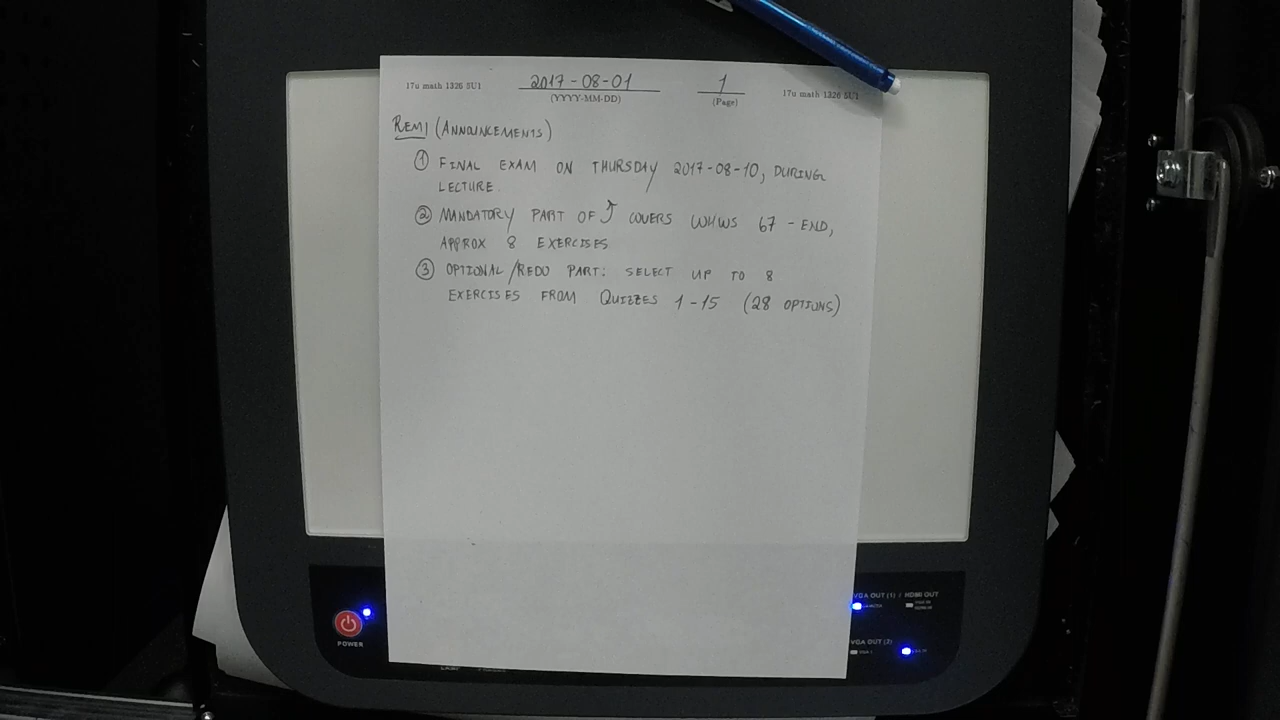 17u math 1326 5U1 2017-08-01 1 17u math 1326 5U1
(YYYY-MM-DD) (Page)
REM1 (ANNOUNCEMENTS)
① FINAL EXAM ON THURSDAY 2017-08-10, DURING
LECTURE.
② MANDATORY PART OF ↑ COVERS WHWS 67 - END,
APPROX 8 EXERCISES
③ OPTIONAL/REDO PART: SELECT UP TO 8
EXERCISES FROM QUIZZES 1-15 (28 OPTIONS)
VGA OUT (1) / HDMI OUT
POWER
VGA OUT (2)